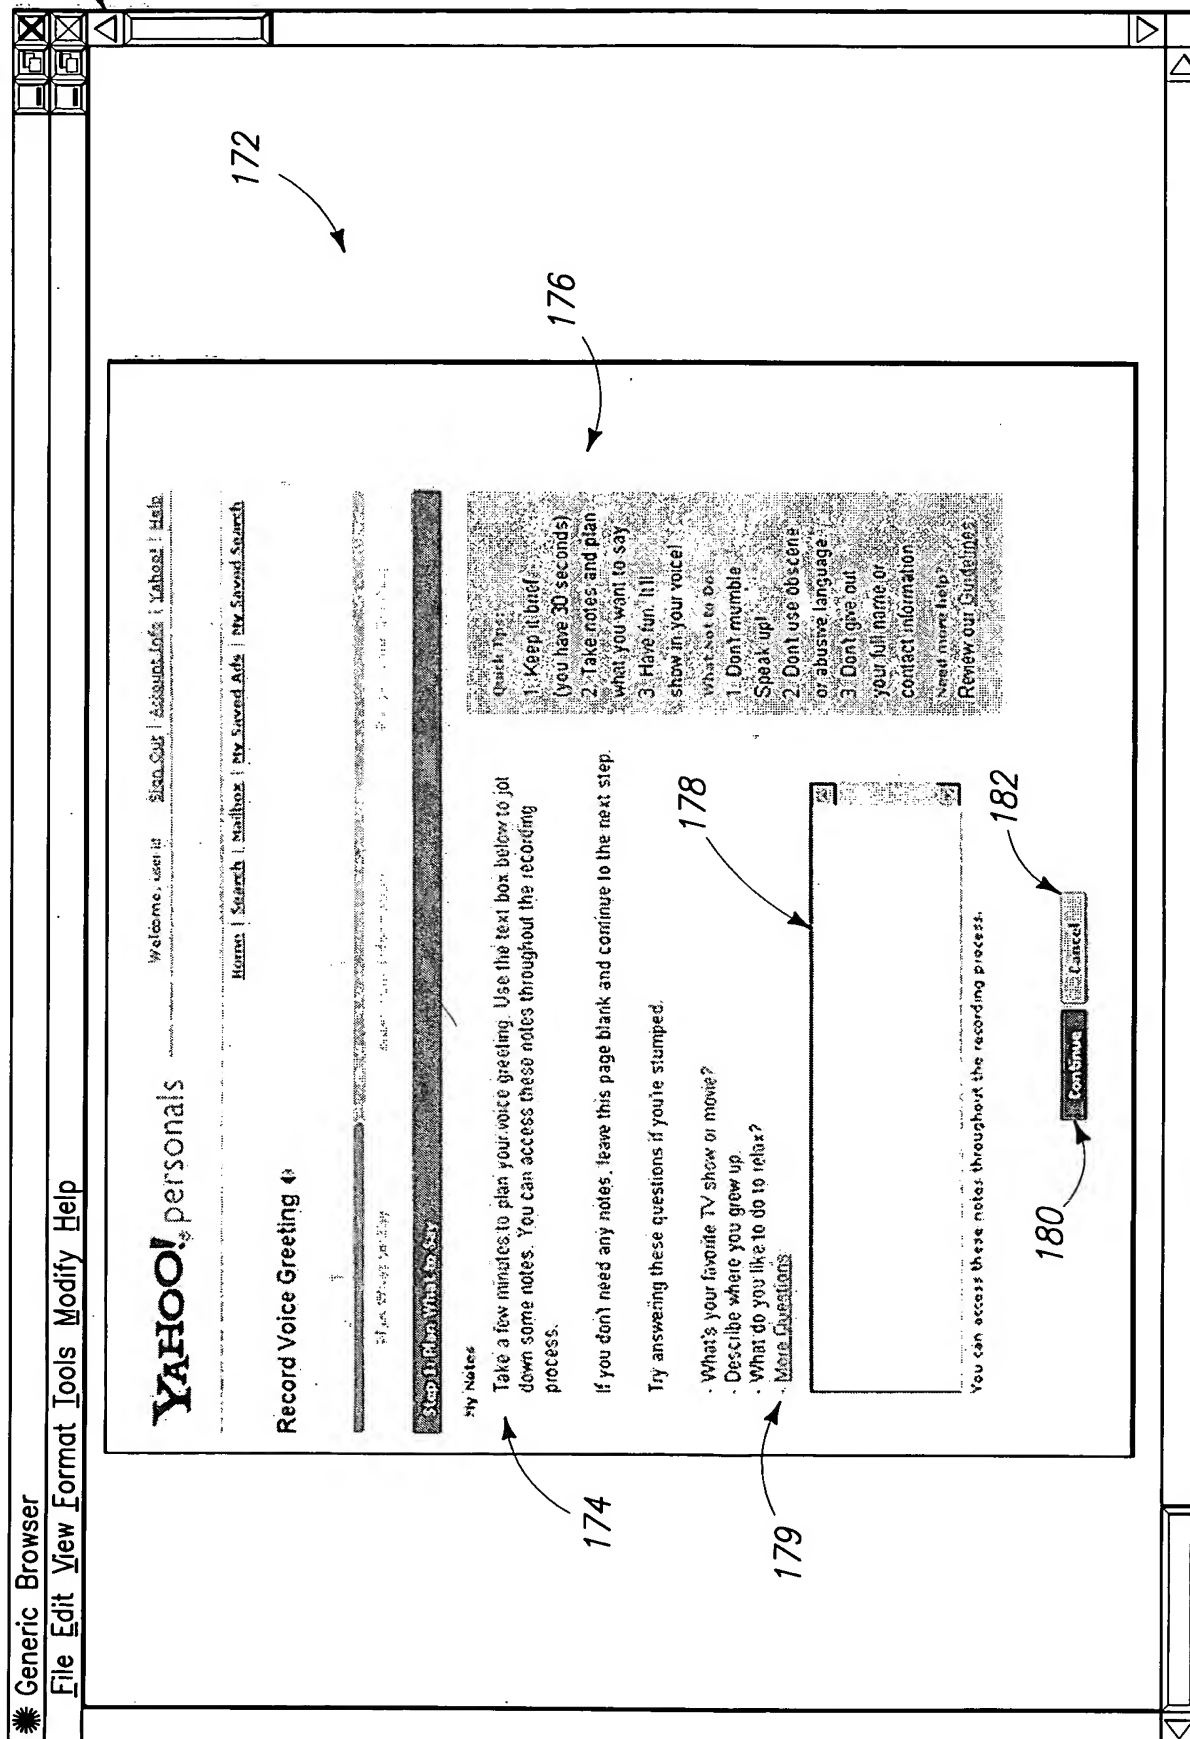 Generic Browser
File Edit View Format Tools Modify Help
172
YAHOO! personals
Welcome, user id Sign Out | Account Info | Yahoo! | Help
Home | Search | Mailbox | My Saved Ads | My Saved Search
Record Voice Greeting
Step 1: Plan What to Say
My Notes
174
Take a few minutes to plan your voice greeting. Use the text box below to jot
down some notes. You can access these notes throughout the recording
process.
If you don't need any notes, leave this page blank and continue to the next step.
Try answering these questions if you're stumped.
- What's your favorite TV show or movie?
- Describe where you grew up.
- What do you like to do to relax?
- More Questions
179
178
You can access these notes throughout the recording process.
180
Continue
Cancel
182
176
Quick Tips:
1. Keep it brief
(you have 30 seconds)
2. Take notes and plan
what you want to say
3. Have fun. It'll
show in your voice!
What Not to Do:
1. Don't mumble
Speak up!
2. Don't use obscene
or abusive language
3. Don't give out
your full name, or
contact information
Need more help?
Review our Guidelines